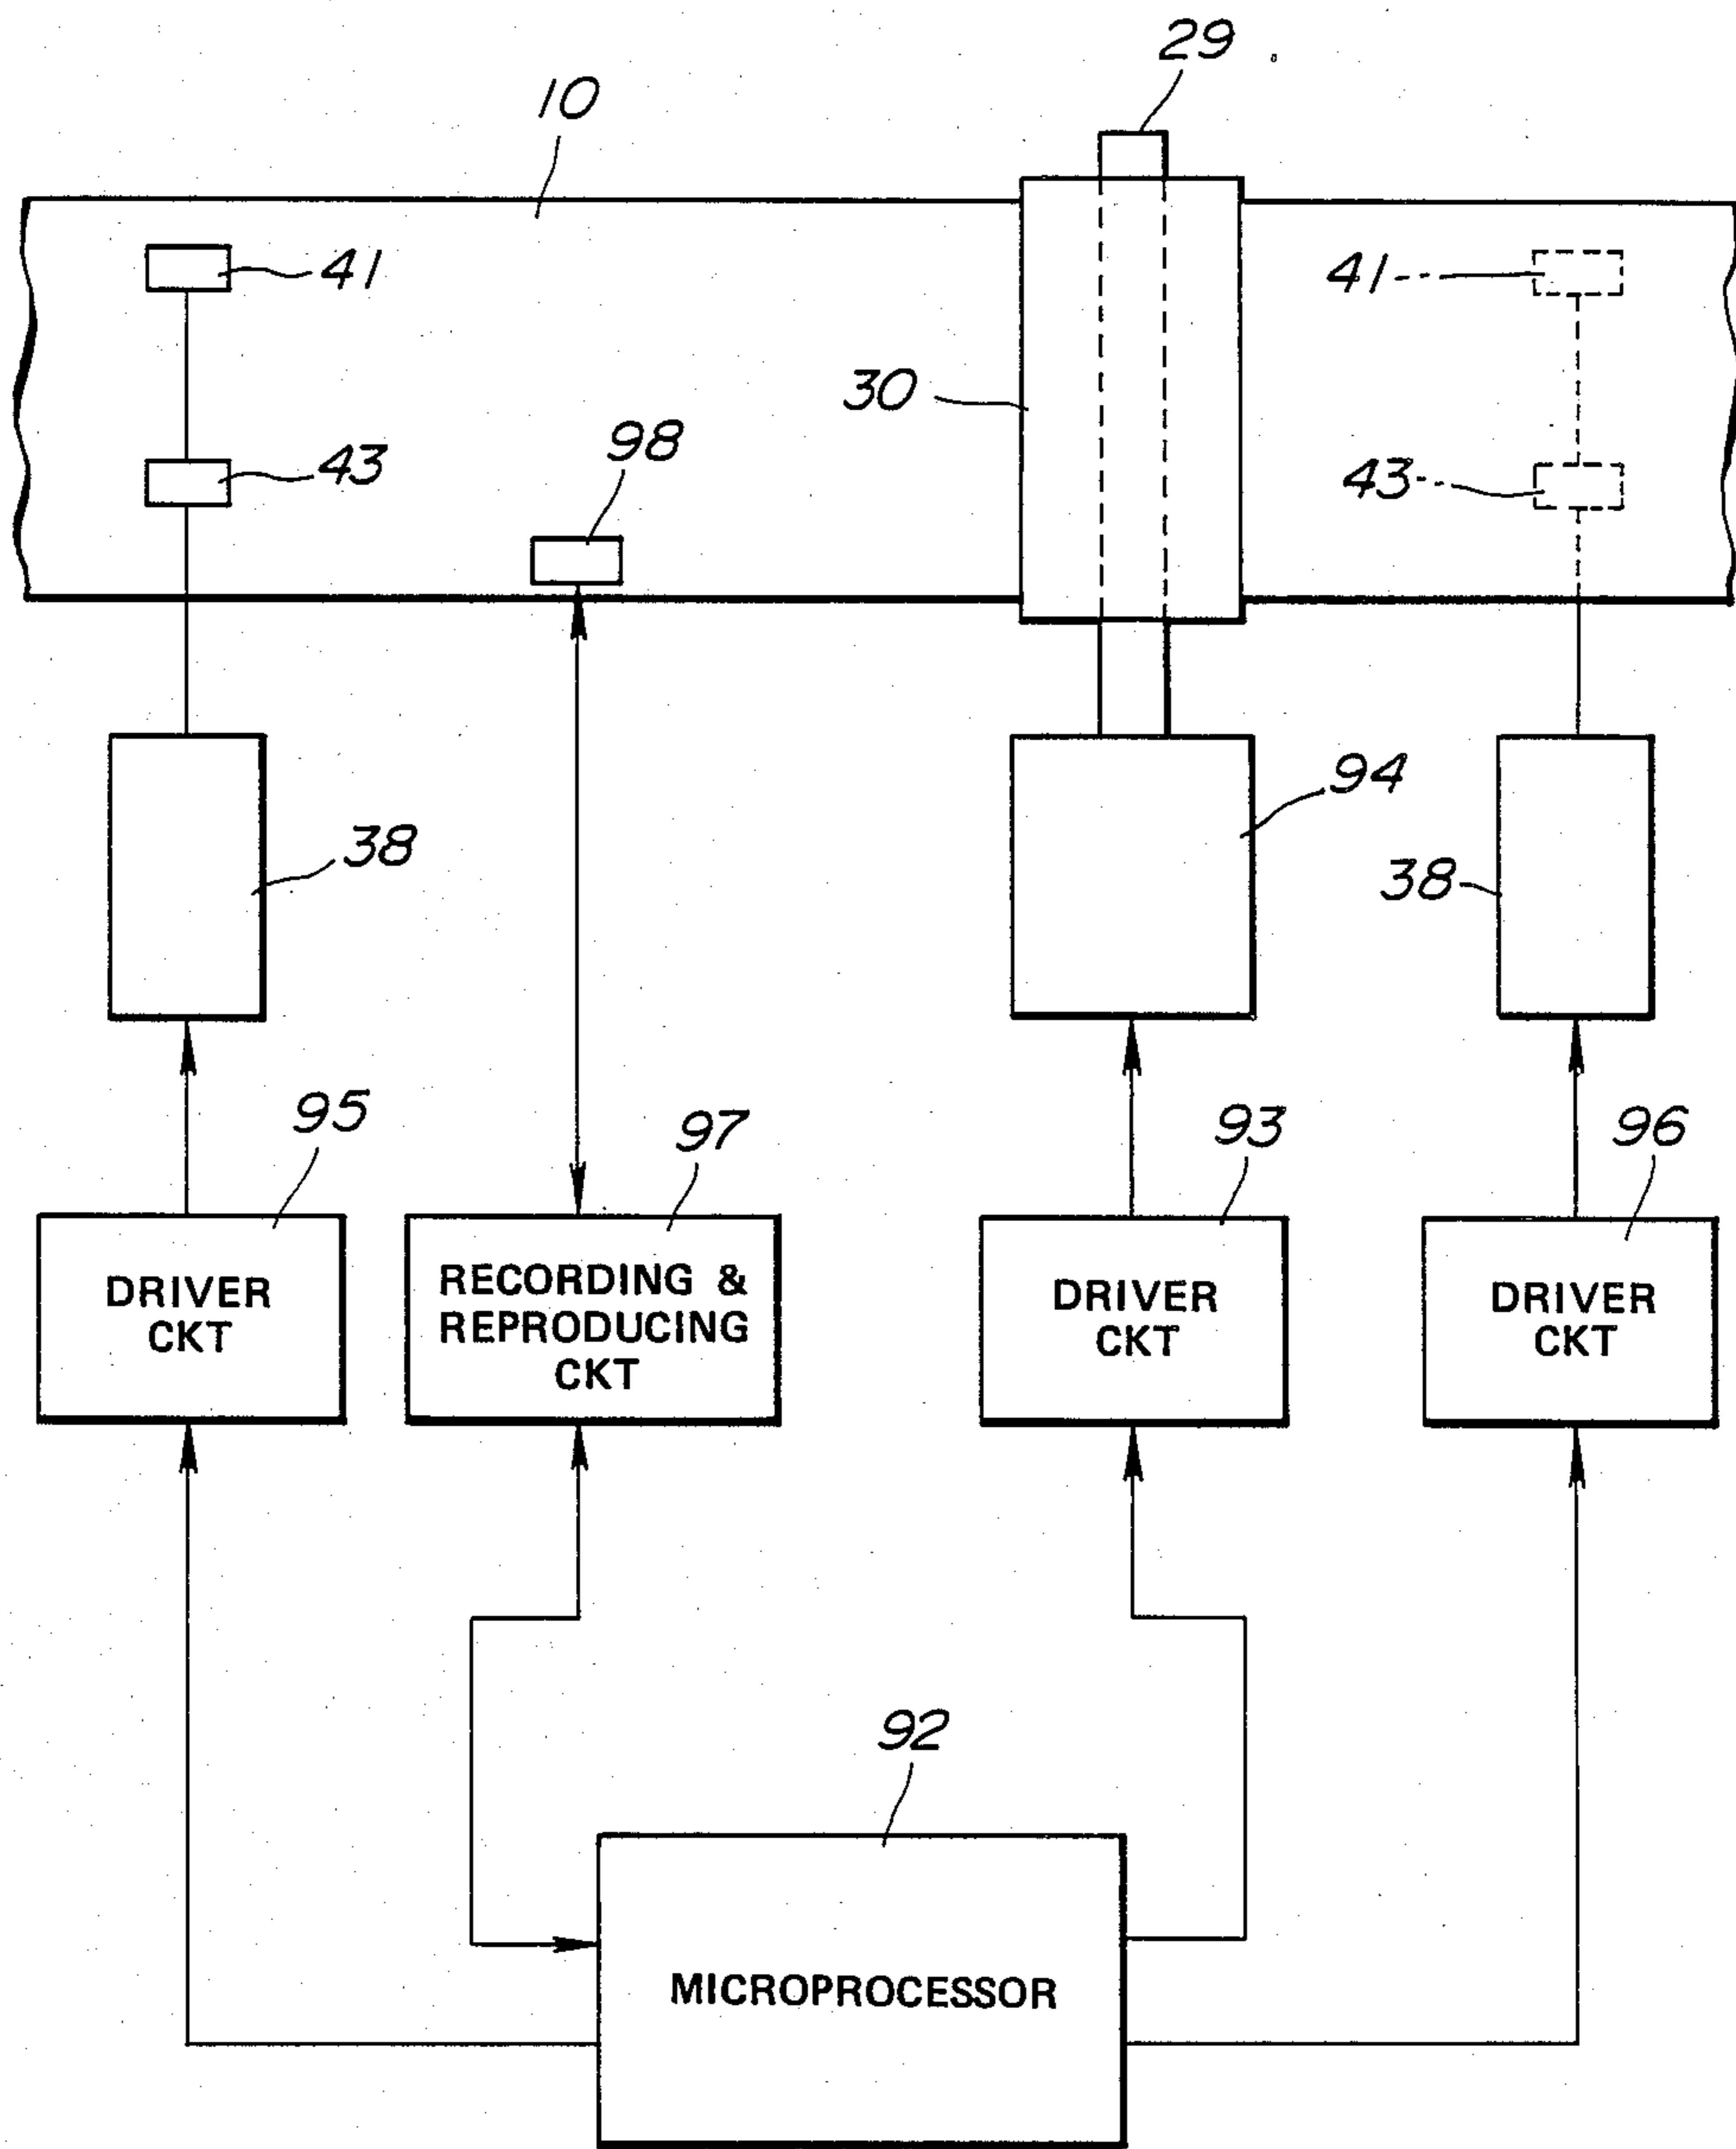 29
10
41
41
30
98
43
43
94
38
38
95
97
93
96
DRIVER
CKT
RECORDING &
REPRODUCING
CKT
DRIVER
CKT
DRIVER
CKT
92
MICROPROCESSOR